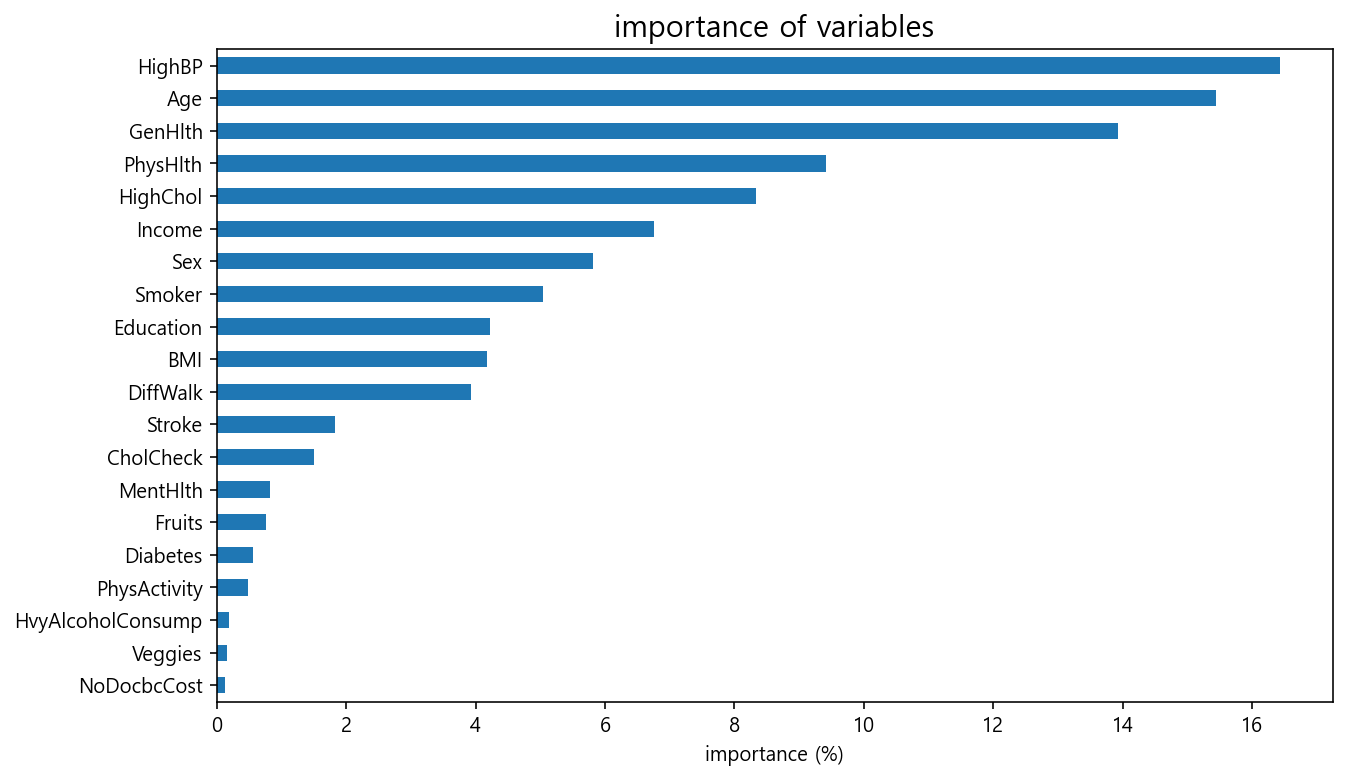 importance of variables
HighBP
Age
GenHlth
PhysHlth
HighChol
Income
Sex
Smoker
Education
BMI
DiffWalk
Stroke
CholCheck
MentHlth
Fruits
Diabetes
PhysActivity
HvyAlcoholConsump
Veggies
NoDocbcCost
0 2 4 6 8 10 12 14 16
importance (%)